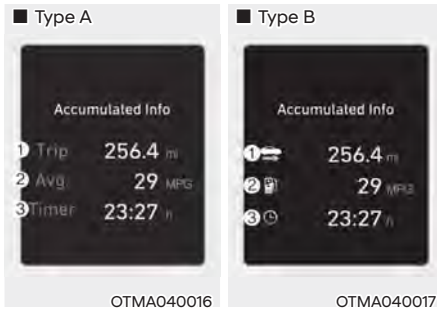 ■ Type A
Accumulated Info
① Trip 256.4 mi
② Avg. 29 MPG
③ Timer 23:27 h
OTMA040016
■ Type B
Accumulated Info
① 256.4 mi
② 29 MPG
③ 23:27 h
OTMA040017